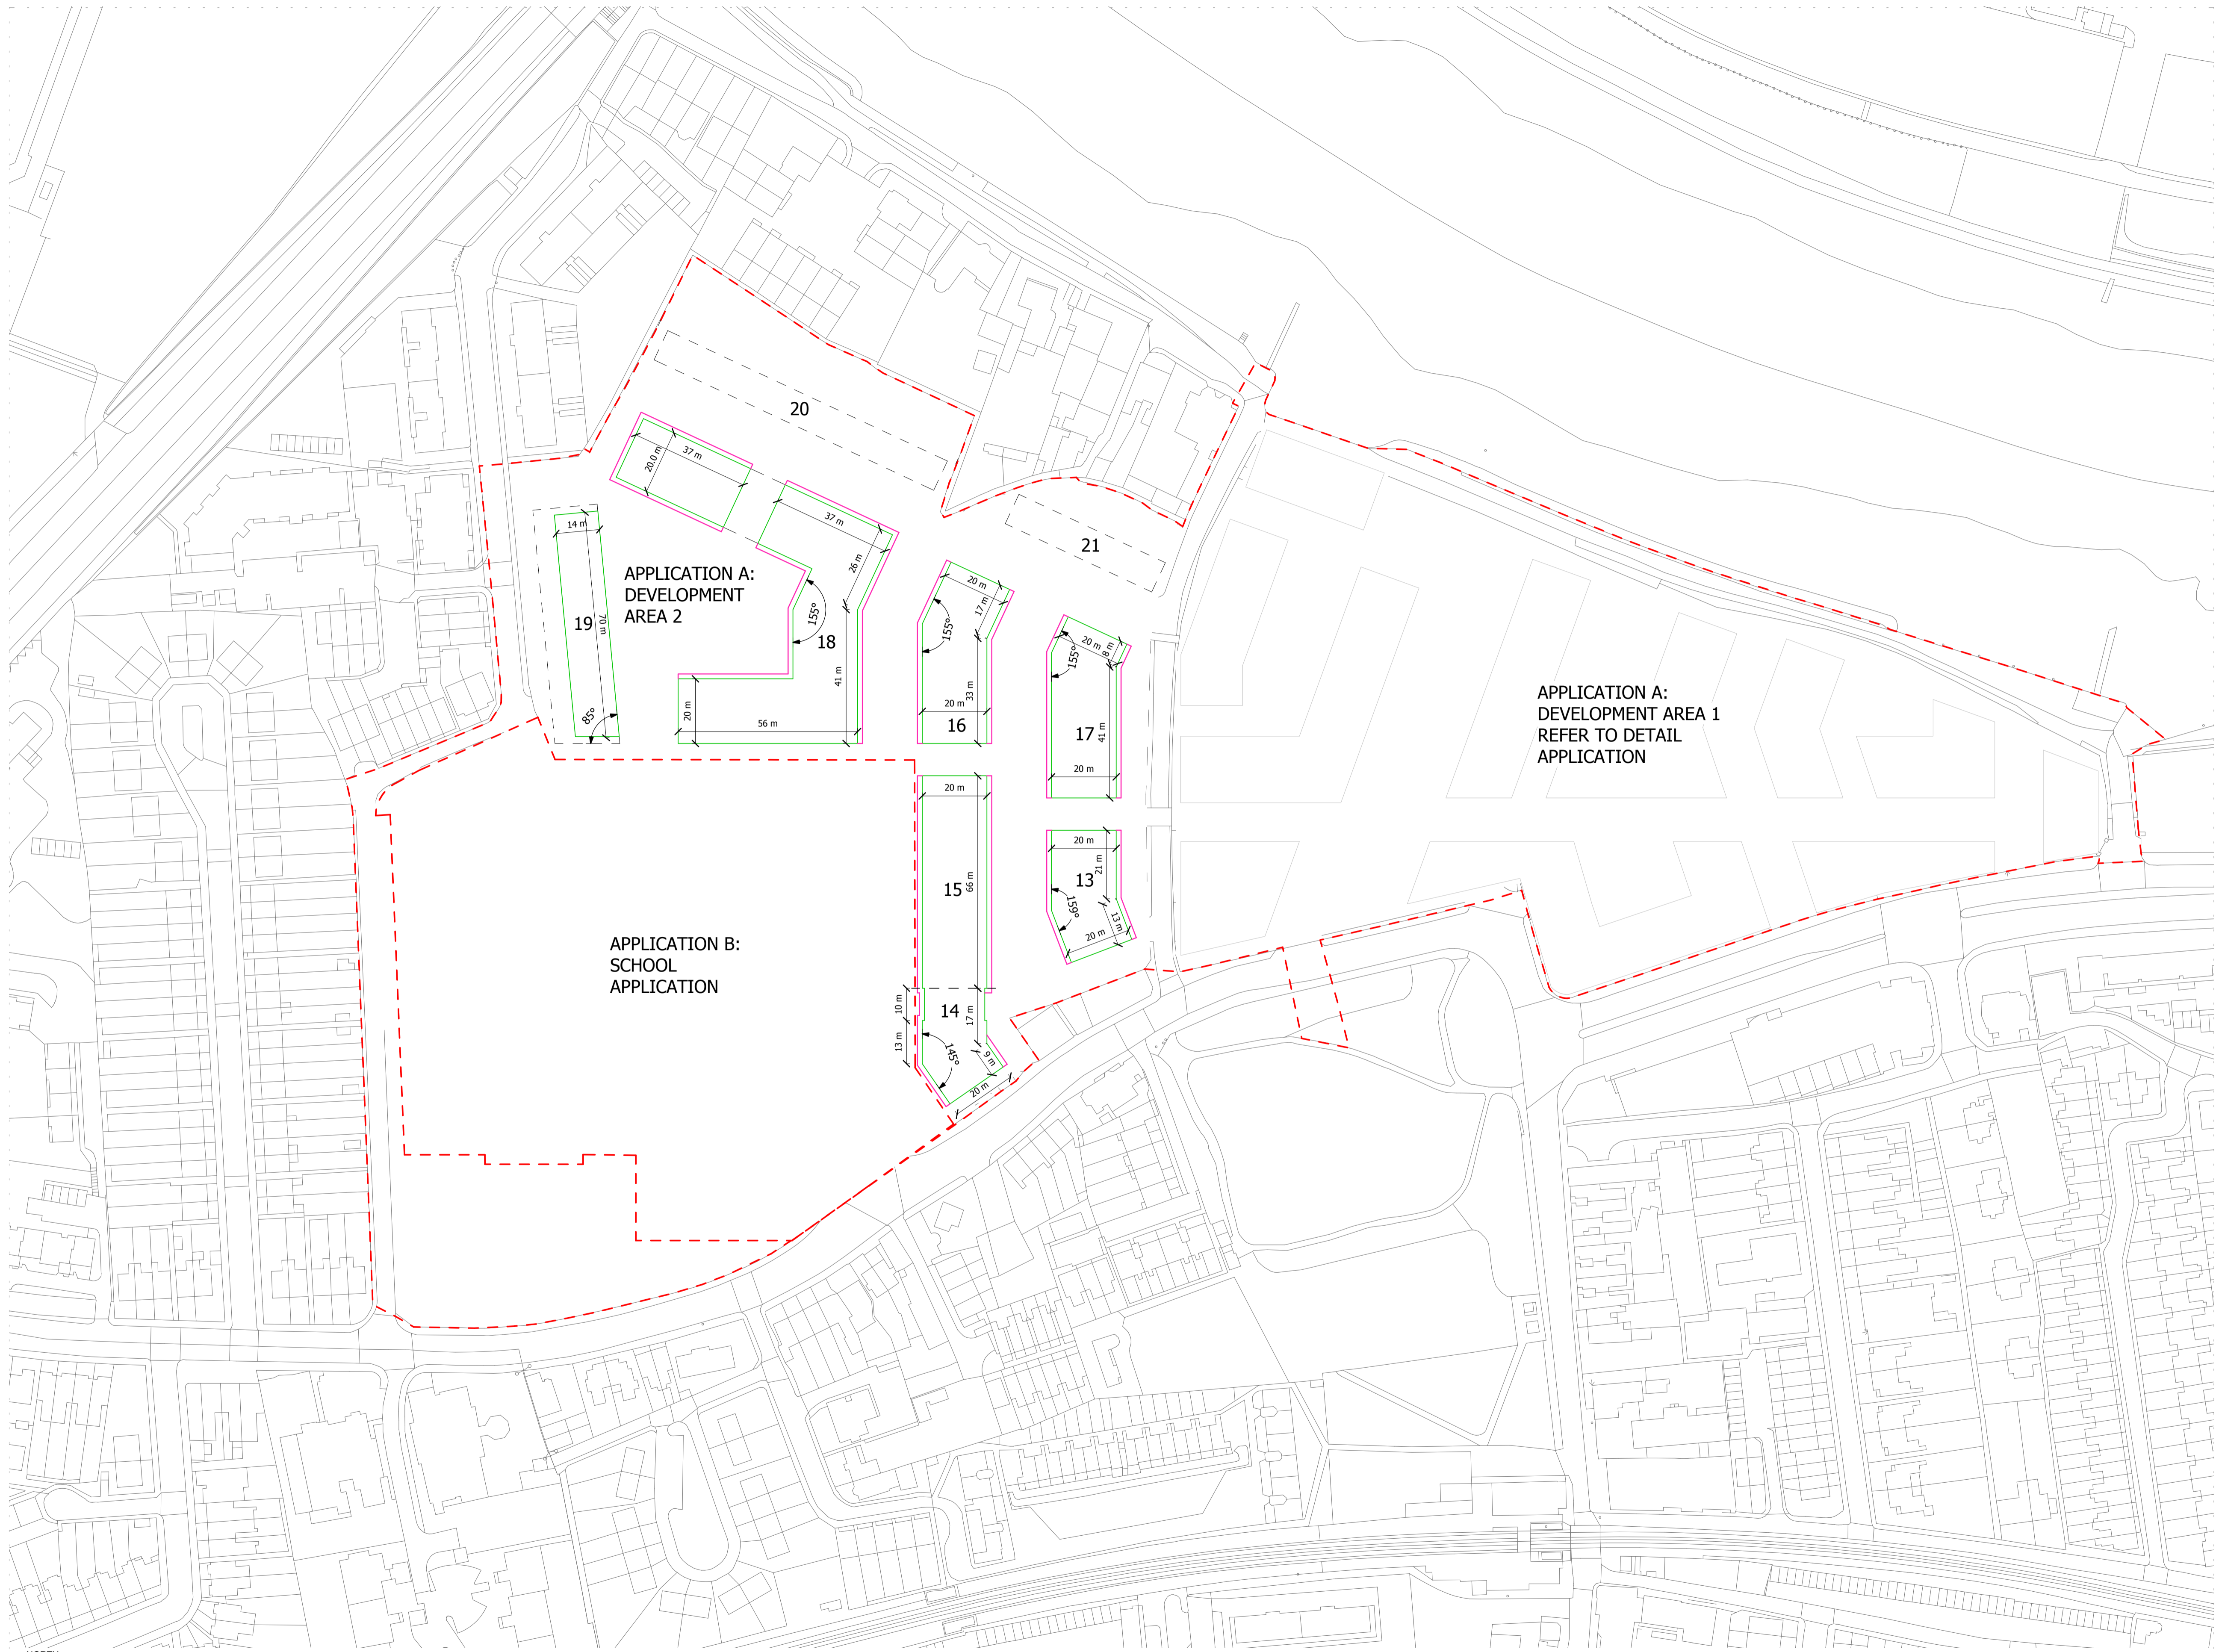 20
37 m
20.0 m
37 m
14 m
21
APPLICATION A:
DEVELOPMENT
AREA 2
26 m
20 m
17 m
155°
19
70 m
155°
18
20 m
8 m
155°
41 m
33 m
APPLICATION A:
DEVELOPMENT AREA 1
REFER TO DETAIL
APPLICATION
85°
20 m
56 m
20 m
16
17
41 m
20 m
20 m
20 m
21 m
13
15
66 m
159°
13 m
20 m
APPLICATION B:
SCHOOL
APPLICATION
10 m
14
17 m
13 m
145°
9 m
20 m